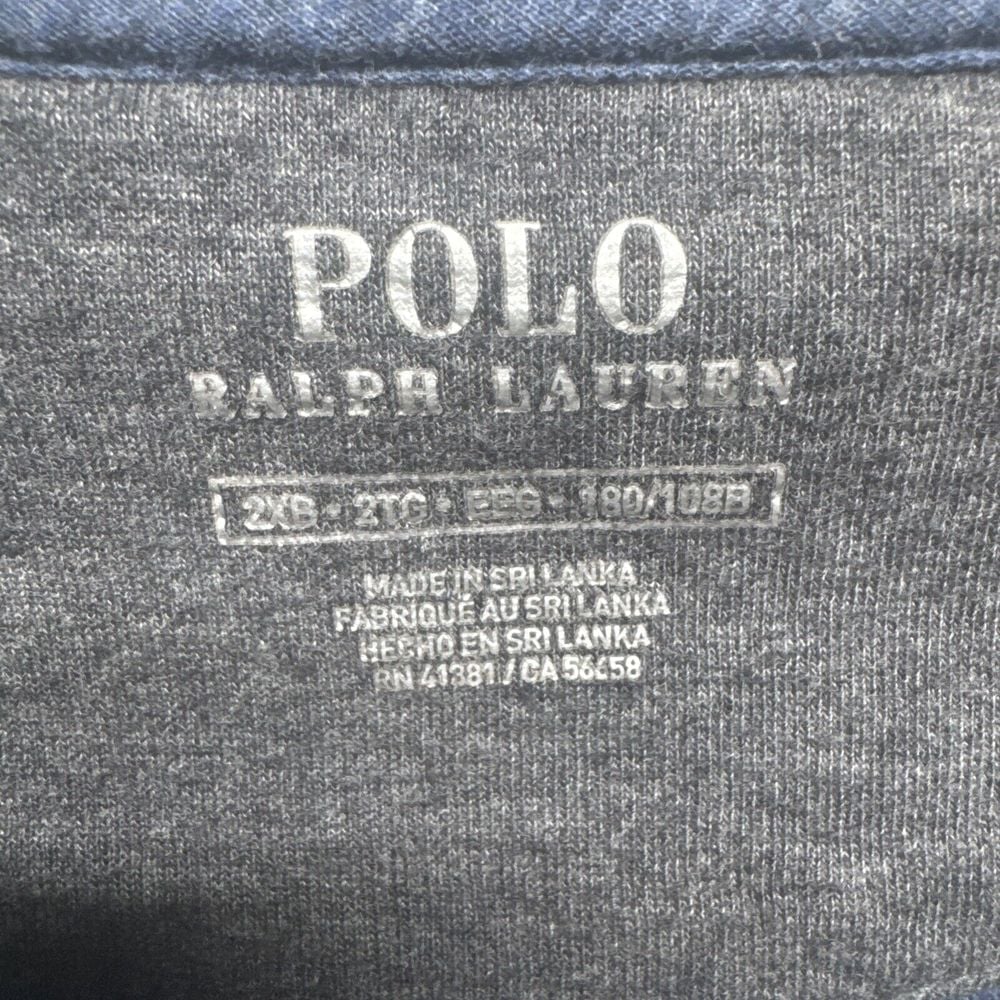 POLO
RALPH LAUREN
2XB • 2TG • EEG • 180/108B
MADE IN SRI LANKA
FABRIQUÉ AU SRI LANKA
HECHO EN SRI LANKA
RN 41381 / CA 56458